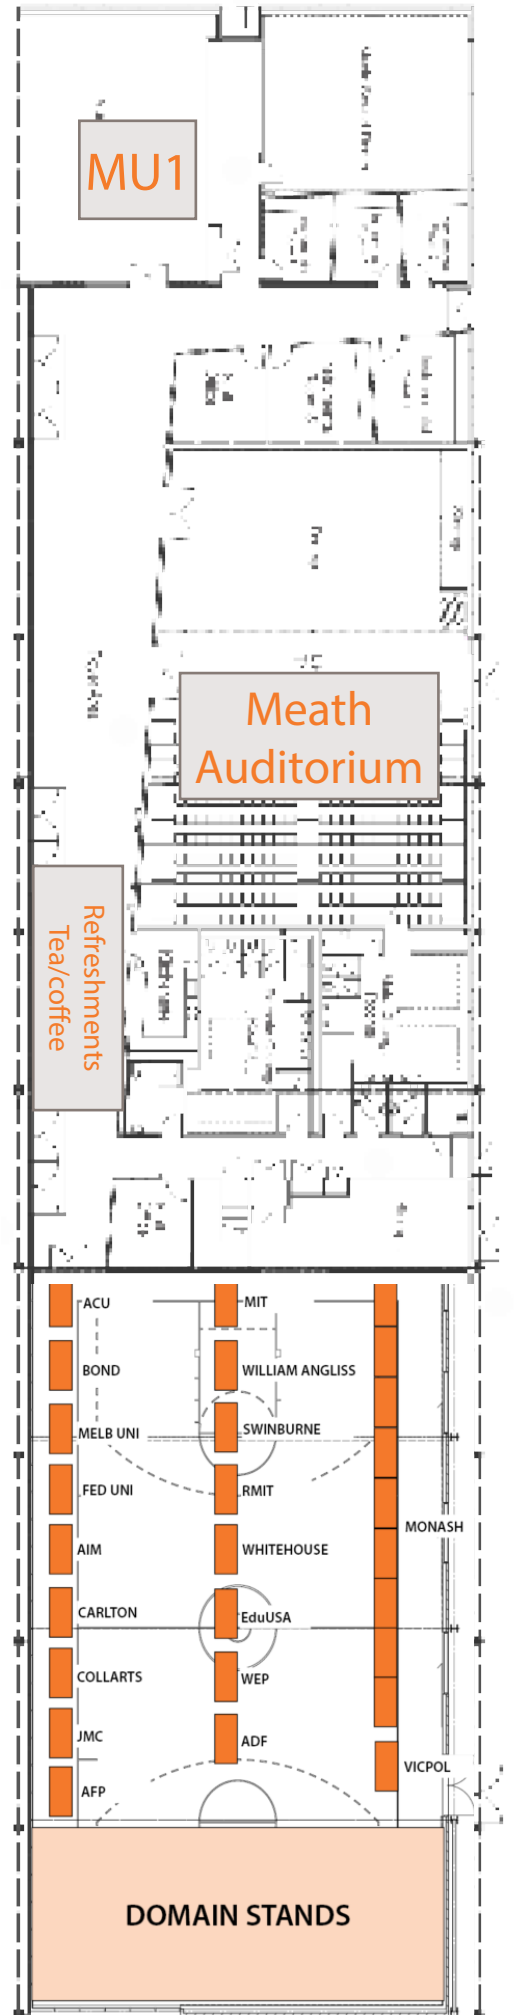 MU1
Meath
Auditorium
Refreshments
Tea/coffee
ACU
MIT
BOND
WILLIAM ANGLISS
MELB UNI
SWINBURNE
FED UNI
RMIT
MONASH
AIM
WHITEHOUSE
CARLTON
EduUSA
COLLARTS
WEP
JMC
ADF
VICPOL
AFP
DOMAIN STANDS